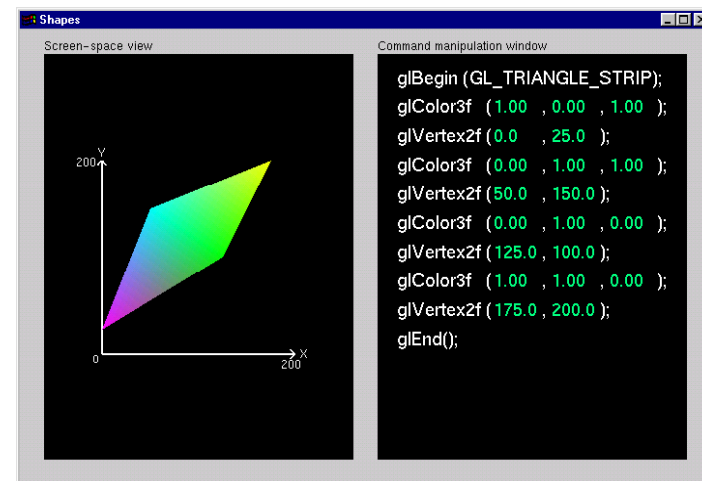 Shapes
Screen-space view
Y
200
0
X
200
Command manipulation window
glBegin (GL_TRIANGLE_STRIP);
glColor3f (1.00 , 0.00 , 1.00 );
glVertex2f (0.0 , 25.0 );
glColor3f (0.00 , 1.00 , 1.00 );
glVertex2f (50.0 , 150.0 );
glColor3f (0.00 , 1.00 , 0.00 );
glVertex2f (125.0 , 100.0 );
glColor3f (1.00 , 1.00 , 0.00 );
glVertex2f (175.0 , 200.0 );
glEnd();